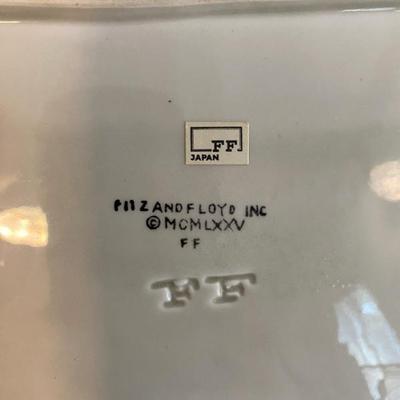 FF
JAPAN
FITZ AND FLOYD INC
©MCMLXXV
FF
FF